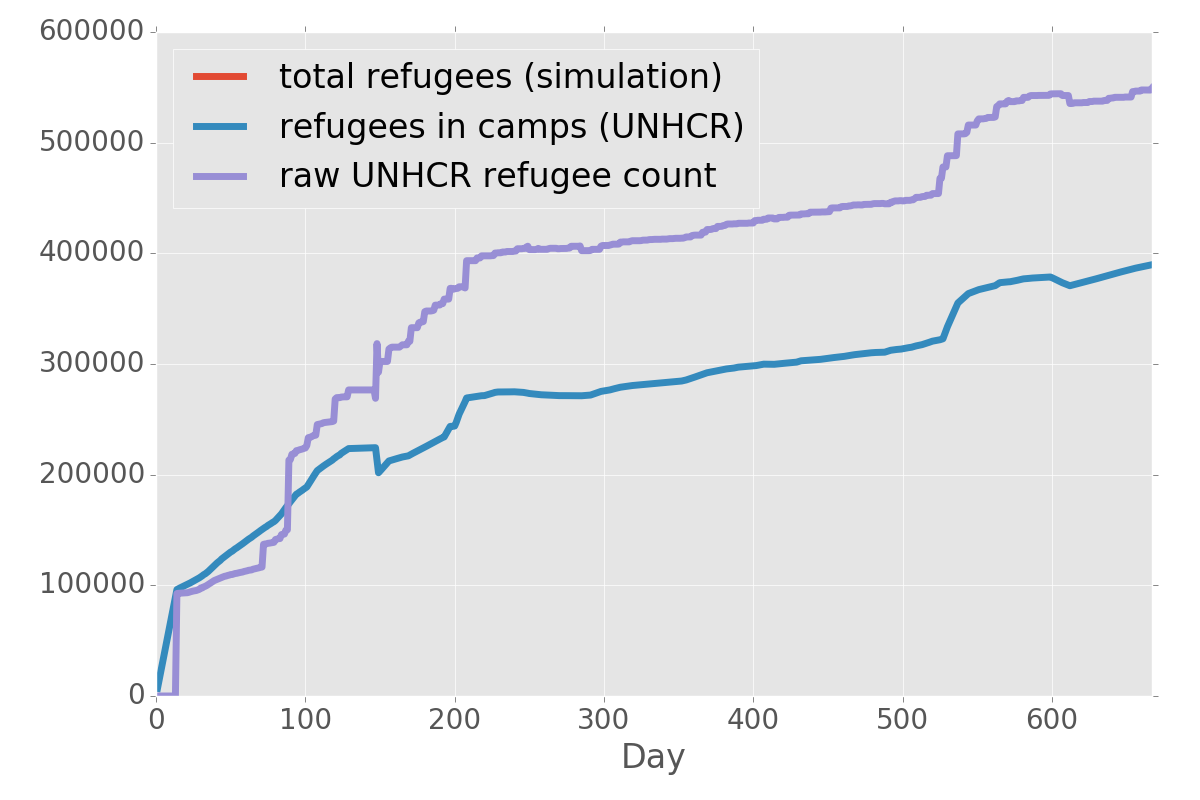 600000
500000
400000
300000
200000
100000
0
total refugees (simulation)
refugees in camps (UNHCR)
raw UNHCR refugee count
0 100 200 300 400 500 600
Day